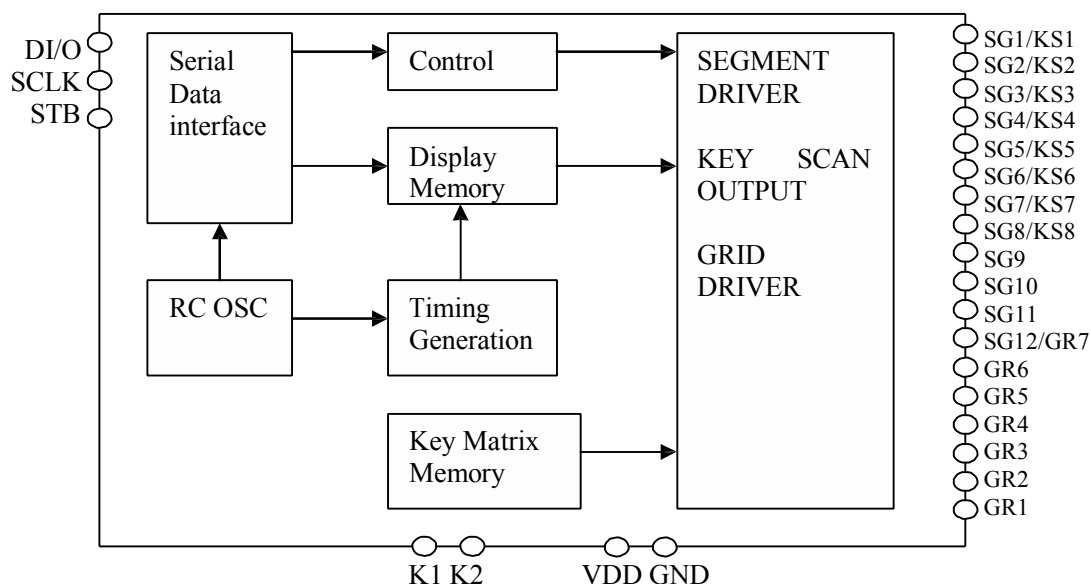 DI/O
SCLK
STB
Serial
Data
interface
Control
Display
Memory
RC OSC
Timing
Generation
Key Matrix
Memory
SEGMENT
DRIVER
KEY SCAN
OUTPUT
GRID
DRIVER
SG1/KS1
SG2/KS2
SG3/KS3
SG4/KS4
SG5/KS5
SG6/KS6
SG7/KS7
SG8/KS8
SG9
SG10
SG11
SG12/GR7
GR6
GR5
GR4
GR3
GR2
GR1
K1 K2
VDD GND